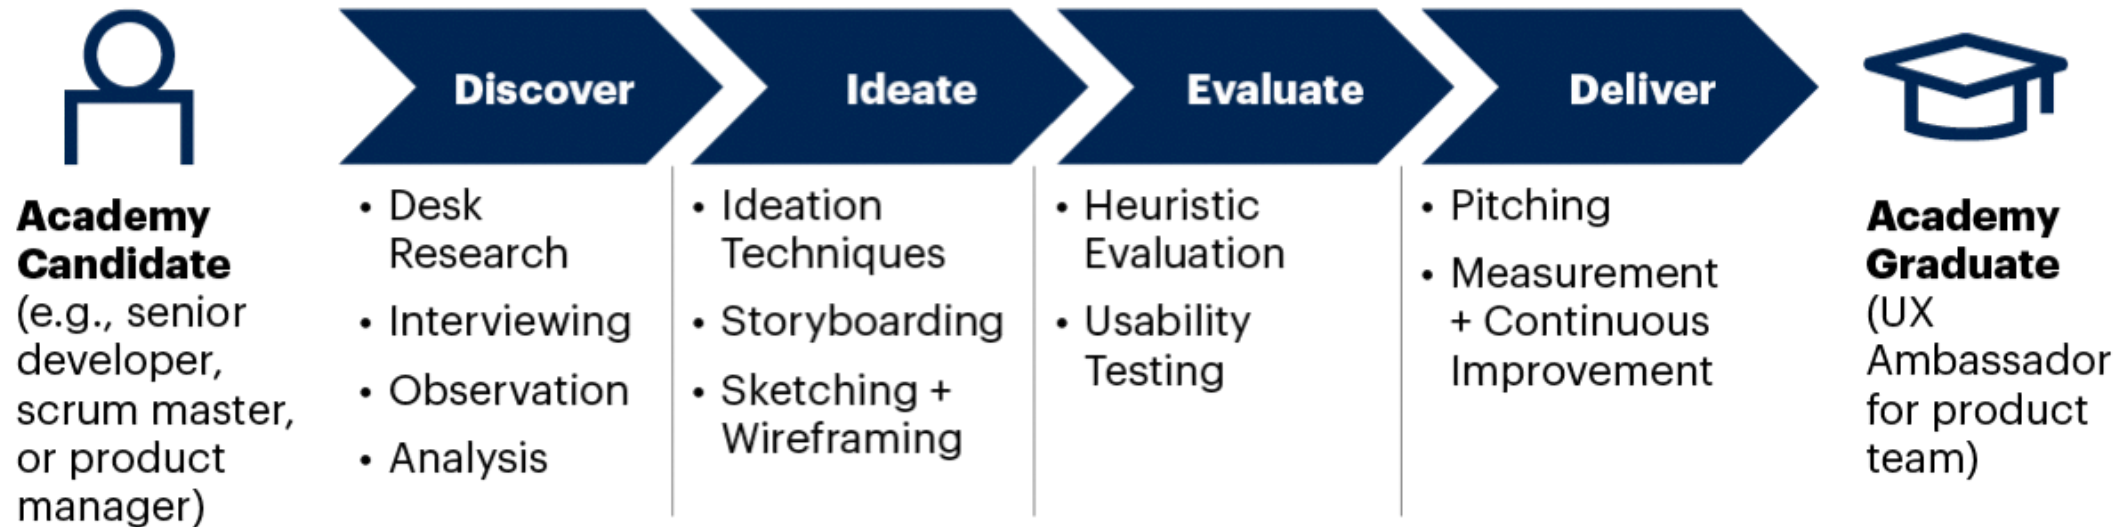 Discover
Ideate
Evaluate
Deliver
Academy
Candidate
(e.g., senior
developer,
scrum master,
or product
manager)
• Desk
Research
• Interviewing
• Observation
• Analysis
• Ideation
Techniques
• Storyboarding
• Sketching +
Wireframing
• Heuristic
Evaluation
• Usability
Testing
• Pitching
• Measurement
+ Continuous
Improvement
Academy
Graduate
(UX
Ambassador
for product
team)